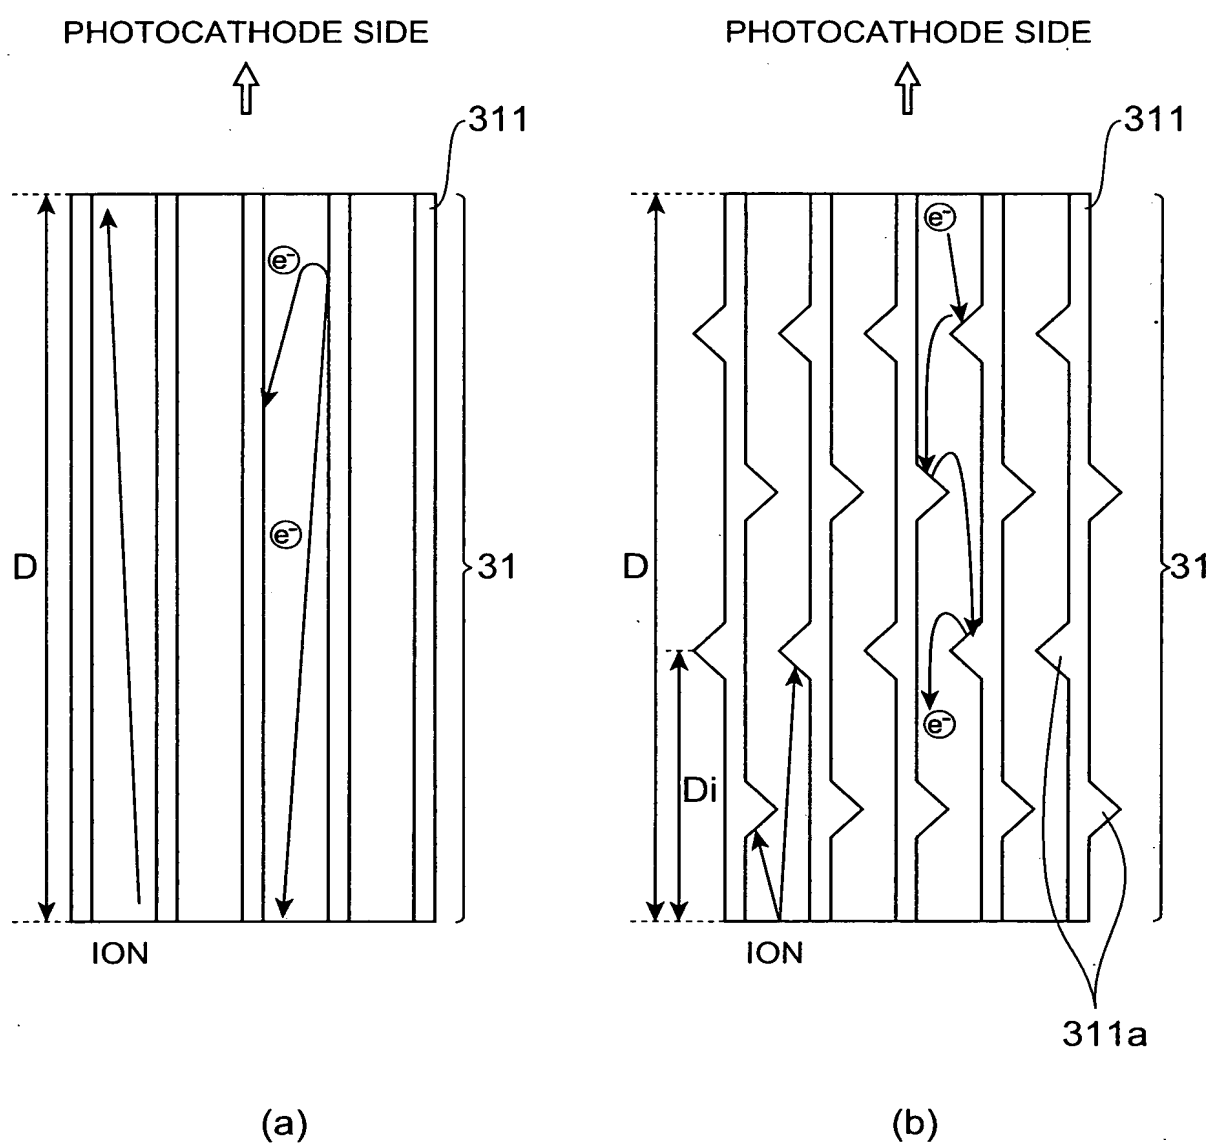 PHOTOCATHODE SIDE
311
e-
e-
D
31
ION
(a)
PHOTOCATHODE SIDE
311
e-
D
31
Di
e-
ION
311a
(b)